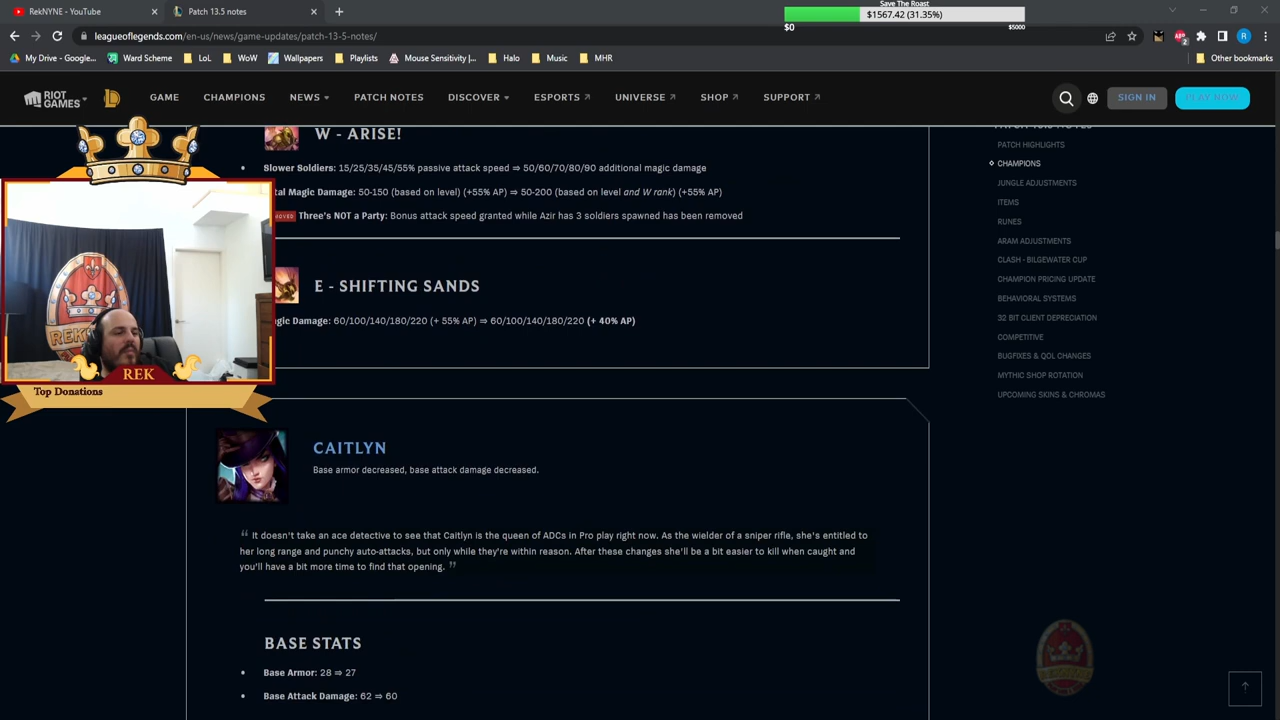 RekNYNE - YouTube
Patch 13.5 notes
Save The Roast
$1567.42 (31.35%)
$0
$5000
leagueoflegends.com/en-us/news/game-updates/patch-13-5-notes/
2
R
My Drive - Google...
Ward Scheme
LoL
WoW
Wallpapers
Playlists
Mouse Sensitivity |...
Halo
Music
MHR
Other bookmarks
RIOT GAMES
GAME
CHAMPIONS
NEWS
PATCH NOTES
DISCOVER
ESPORTS
UNIVERSE
SHOP
SUPPORT
SIGN IN
PLAY NOW
W - ARISE!
Slower Soldiers: 15/25/35/45/55% passive attack speed ⇒ 50/60/70/80/90 additional magic damage
tal Magic Damage: 50-150 (based on level) (+55% AP) ⇒ 50-200 (based on level and W rank) (+55% AP)
MOVED Three's NOT a Party: Bonus attack speed granted while Azir has 3 soldiers spawned has been removed
E - SHIFTING SANDS
gic Damage: 60/100/140/180/220 (+ 55% AP) ⇒ 60/100/140/180/220 (+ 40% AP)
REK
Top Donations
CAITLYN
Base armor decreased, base attack damage decreased.
“ It doesn't take an ace detective to see that Caitlyn is the queen of ADCs in Pro play right now. As the wielder of a sniper rifle, she's entitled to
her long range and punchy auto-attacks, but only while they're within reason. After these changes she'll be a bit easier to kill when caught and
you'll have a bit more time to find that opening. ”
BASE STATS
Base Armor: 28 ⇒ 27
Base Attack Damage: 62 ⇒ 60
PATCH 13.5 NOTES
PATCH HIGHLIGHTS
CHAMPIONS
JUNGLE ADJUSTMENTS
ITEMS
RUNES
ARAM ADJUSTMENTS
CLASH - BILGEWATER CUP
CHAMPION PRICING UPDATE
BEHAVIORAL SYSTEMS
32 BIT CLIENT DEPRECIATION
COMPETITIVE
BUGFIXES & QOL CHANGES
MYTHIC SHOP ROTATION
UPCOMING SKINS & CHROMAS